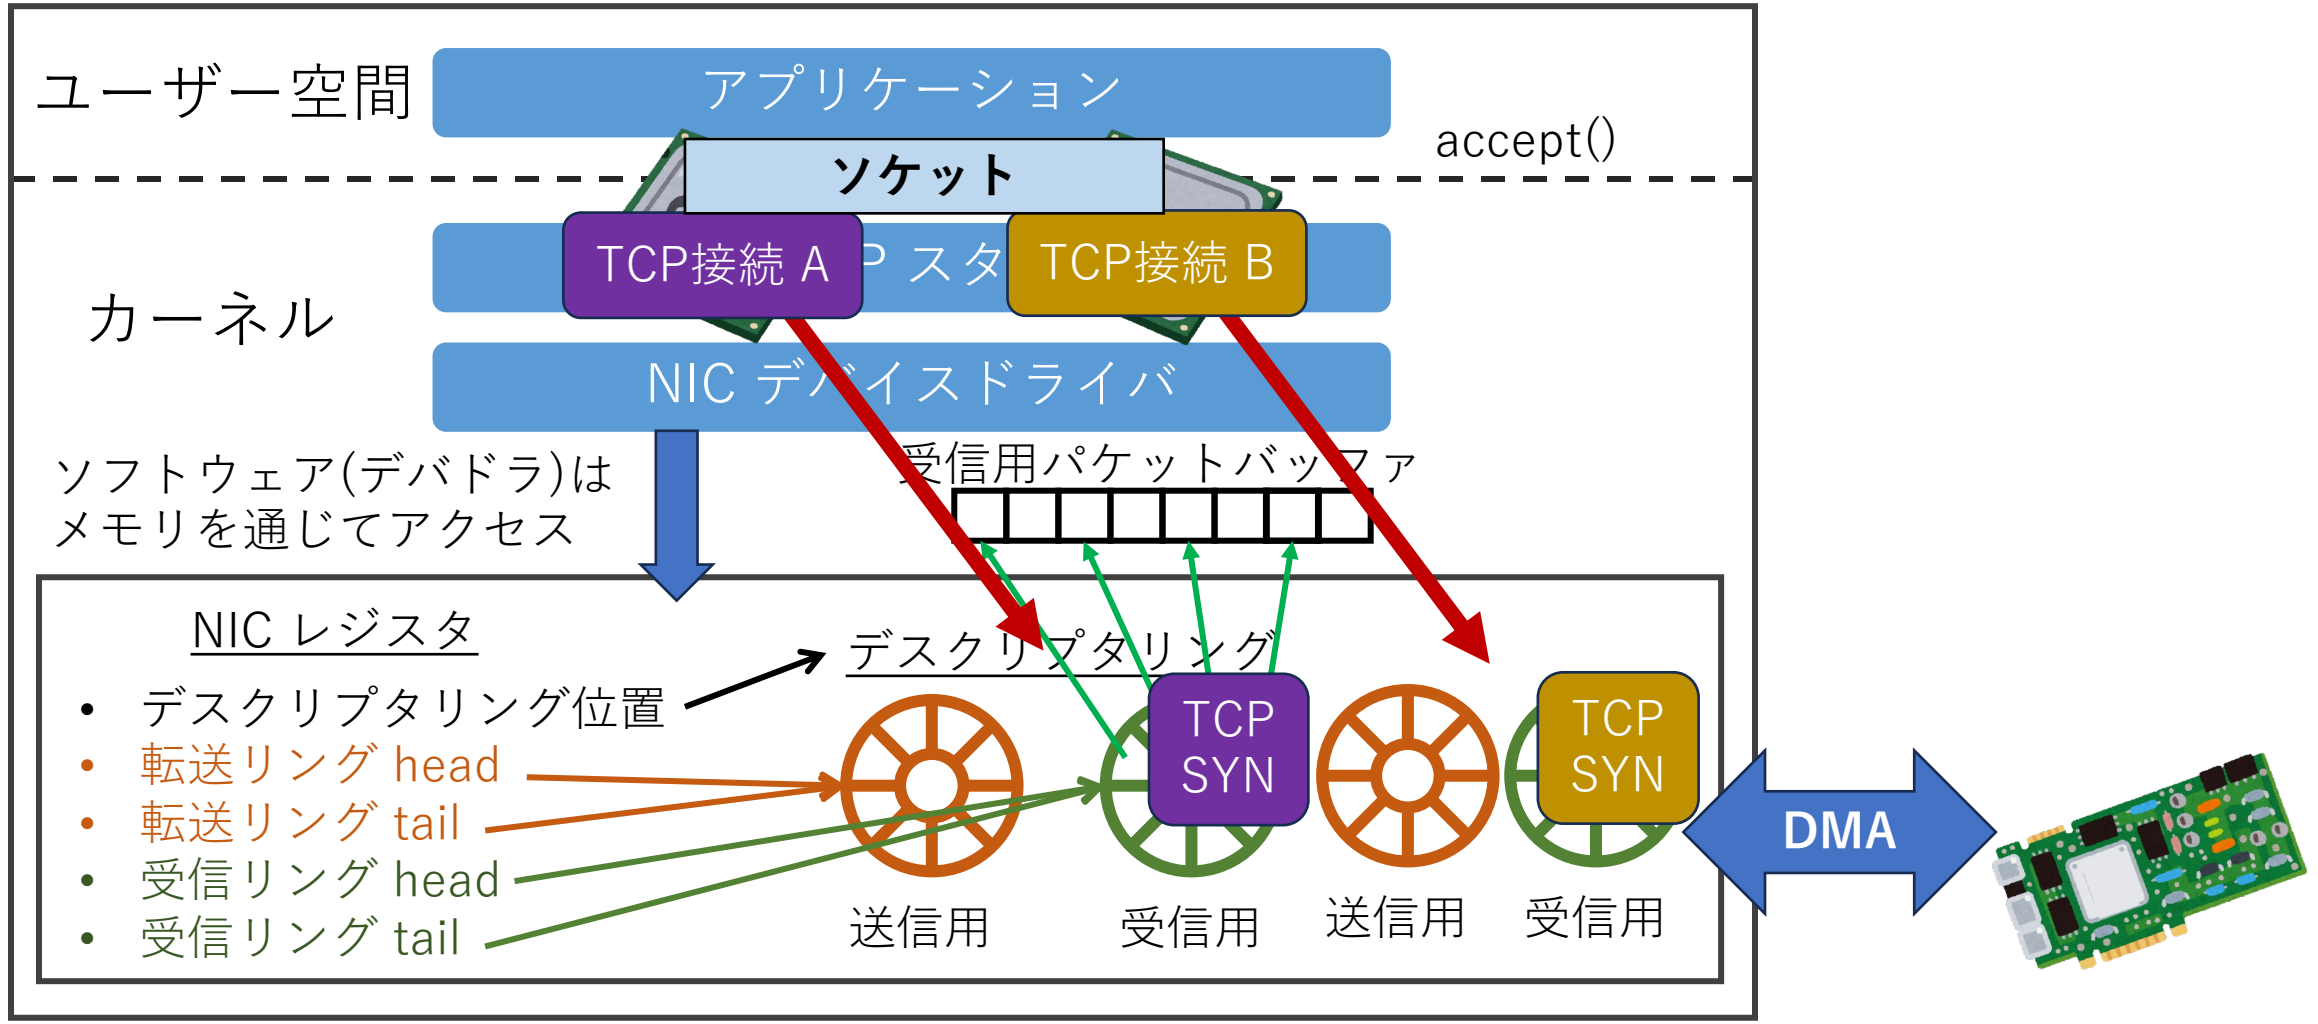 ユーザー空間
アプリケーション
accept()
ソケット
カーネル
TCP接続 A
P スタ
TCP接続 B
NIC デバイスドライバ
ソフトウェア(デバドラ)は
メモリを通じてアクセス
受信用パケットバッファ
NIC レジスタ
• デスクリプタリング位置
• 転送リング head
• 転送リング tail
• 受信リング head
• 受信リング tail
デスクリプタリング
TCP
SYN
TCP
SYN
送信用
受信用
送信用
受信用
DMA